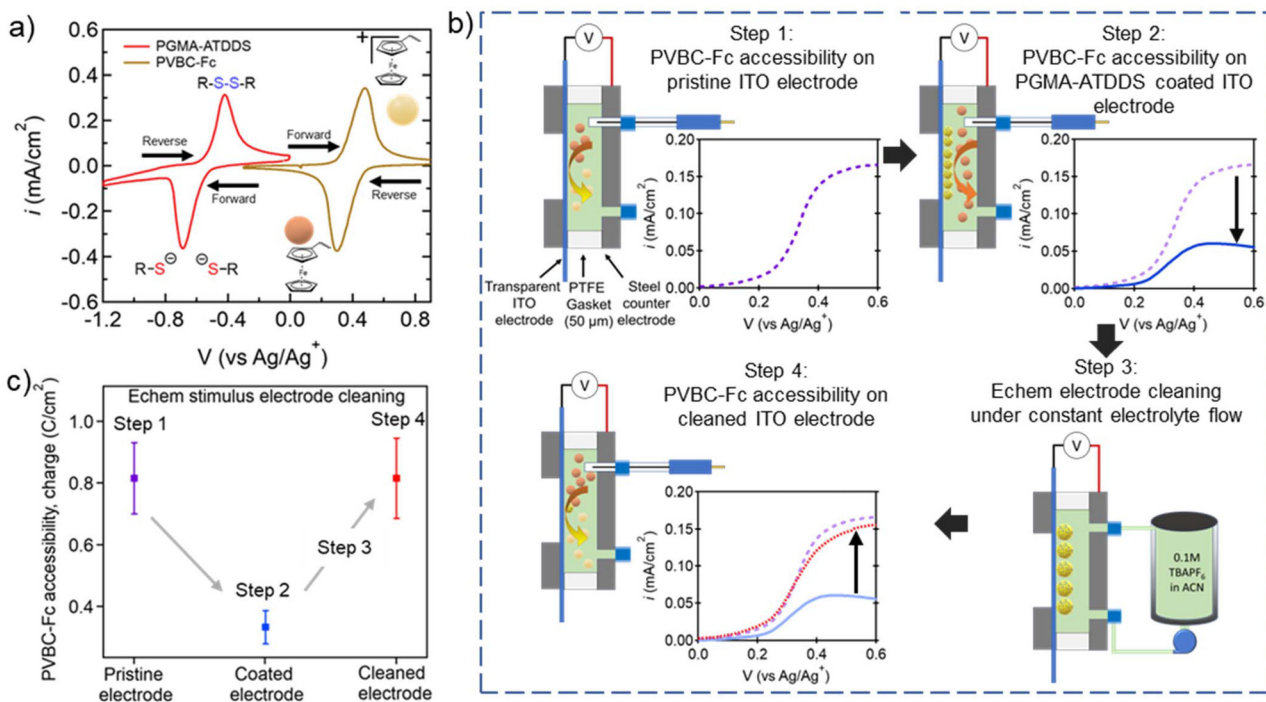 a)
PGMA-ATDDS
PVBC-Fc
R-S-S-R
+
Fe
Reverse
Forward
Forward
Reverse
R-S⊖ ⊖S-R
Fe
0.6
0.4
0.2
0.0
-0.2
-0.4
-0.6
i (mA/cm²)
-1.2 -0.8 -0.4 0.0 0.4 0.8
V (vs Ag/Ag⁺)
b)
V
Step 1:
PVBC-Fc accessibility on
pristine ITO electrode
0.20
0.15
0.10
0.05
0.00
i (mA/cm²)
0.0 0.2 0.4 0.6
V (vs Ag/Ag⁺)
Transparent
ITO
electrode
PTFE
Gasket
(50 µm)
Steel
counter
electrode
V
Step 2:
PVBC-Fc accessibility on
PGMA-ATDDS coated ITO
electrode
0.20
0.15
0.10
0.05
0.00
i (mA/cm²)
0.0 0.2 0.4 0.6
V (vs Ag/Ag⁺)
Step 3:
Echem electrode cleaning
under constant electrolyte flow
V
0.1M
TBAPF₆
in ACN
Step 4:
PVBC-Fc accessibility on
cleaned ITO electrode
V
0.20
0.15
0.10
0.05
0.00
i (mA/cm²)
0.0 0.2 0.4 0.6
V (vs Ag/Ag⁺)
c)
Echem stimulus electrode cleaning
Step 1
Step 4
Step 3
Step 2
1.0
0.8
0.6
0.4
PVBC-Fc accessibility, charge (C/cm²)
Pristine
electrode
Coated
electrode
Cleaned
electrode